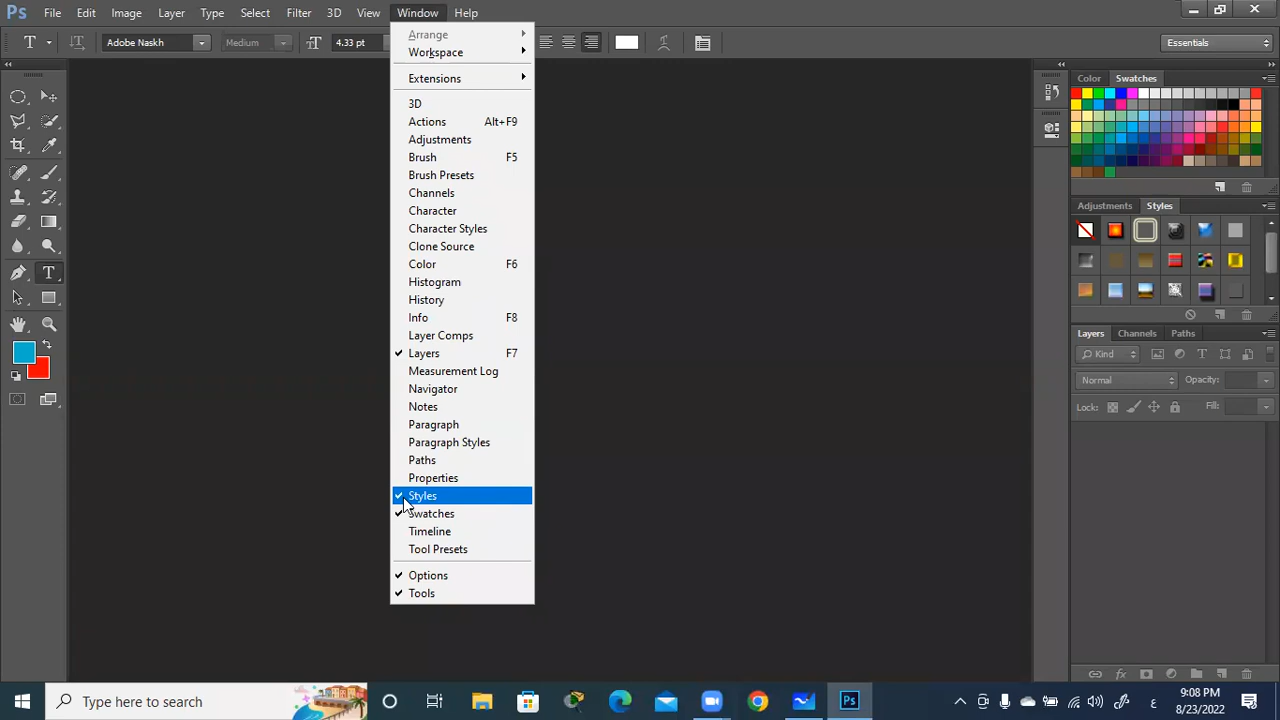 Ps File Edit Image Layer Type Select Filter 3D View Window Help
T Adobe Naskh Medium 4.33 pt Essentials
Arrange
Workspace
Extensions
3D
Actions Alt+F9
Adjustments
Brush F5
Brush Presets
Channels
Character
Character Styles
Clone Source
Color F6
Histogram
History
Info F8
Layer Comps
Layers F7
Measurement Log
Navigator
Notes
Paragraph
Paragraph Styles
Paths
Properties
Styles
Swatches
Timeline
Tool Presets
Options
Tools
Color Swatches
Adjustments Styles
Layers Channels Paths
Kind
Normal Opacity:
Lock: Fill:
fx
Type here to search
Ps
ع
9:08 PM
8/23/2022